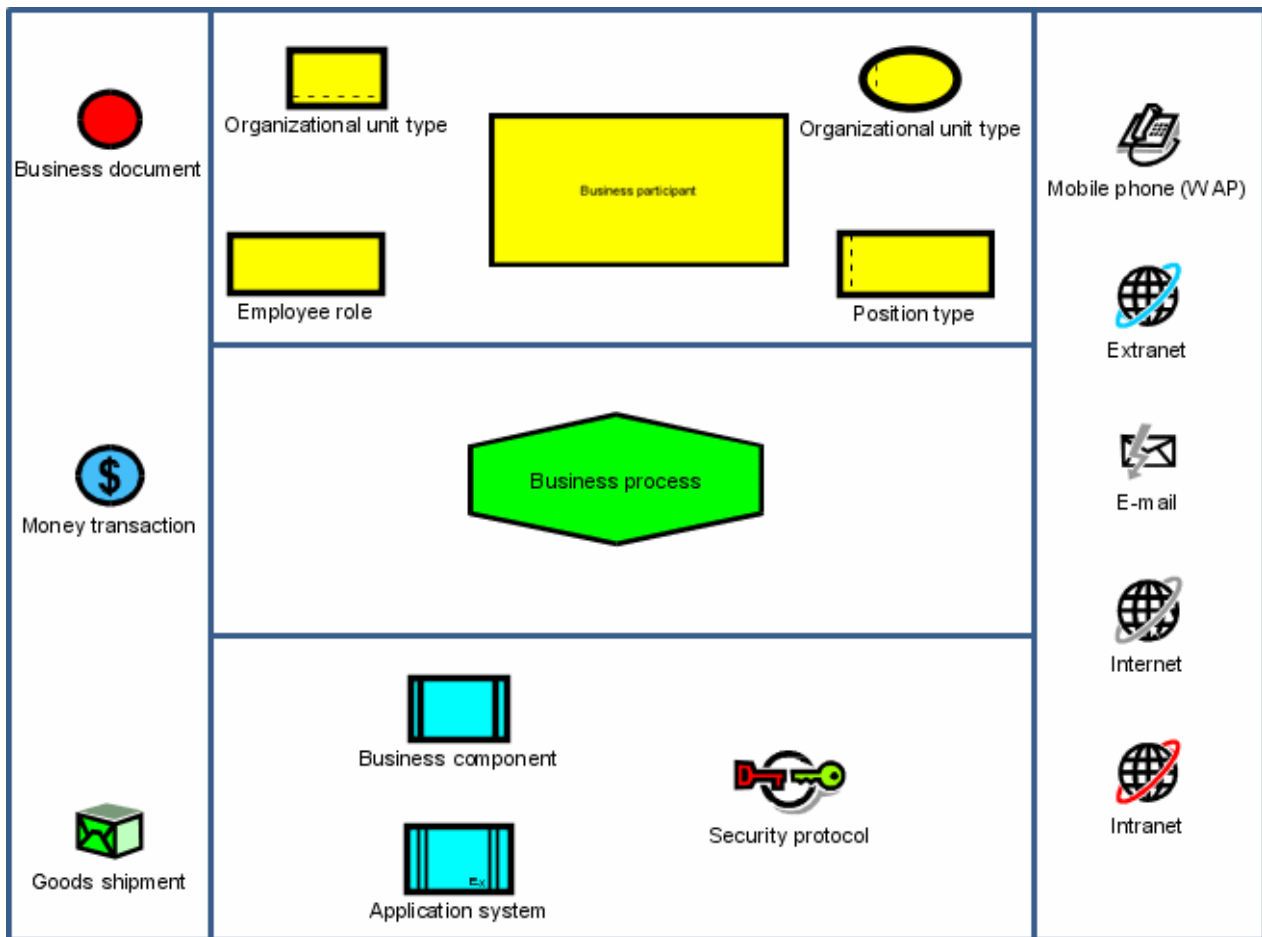 Business document
Money transaction
$
Goods shipment
Organizational unit type
Organizational unit type
Business participant
Employee role
Position type
Business process
Business component
Ex
Application system
Security protocol
Mobile phone (WAP)
Extranet
E-mail
Internet
Intranet